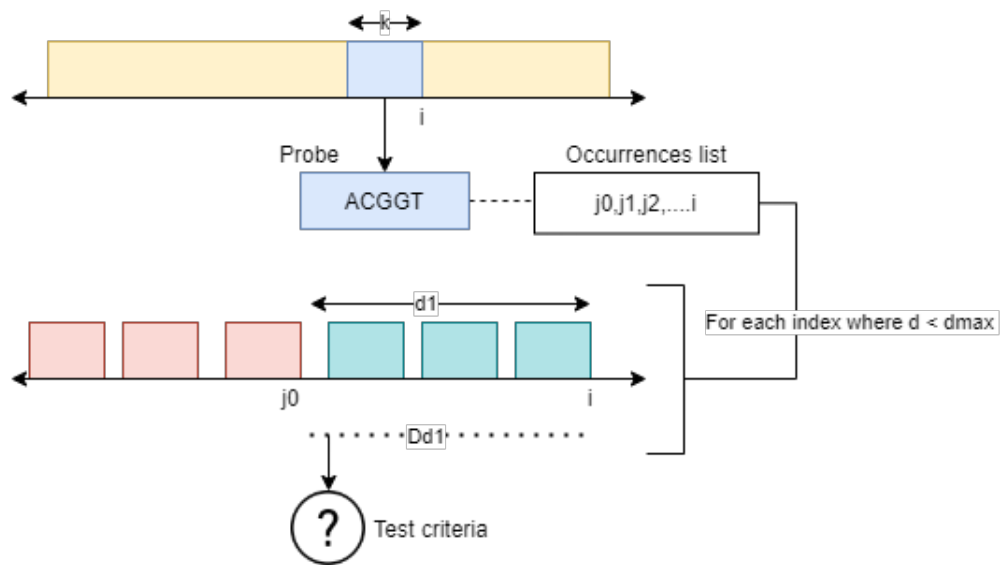 k
i
Probe
Occurrences list
ACGGT
j0,j1,j2,....i
d1
For each index where d < dmax
j0
i
Dd1
?
Test criteria